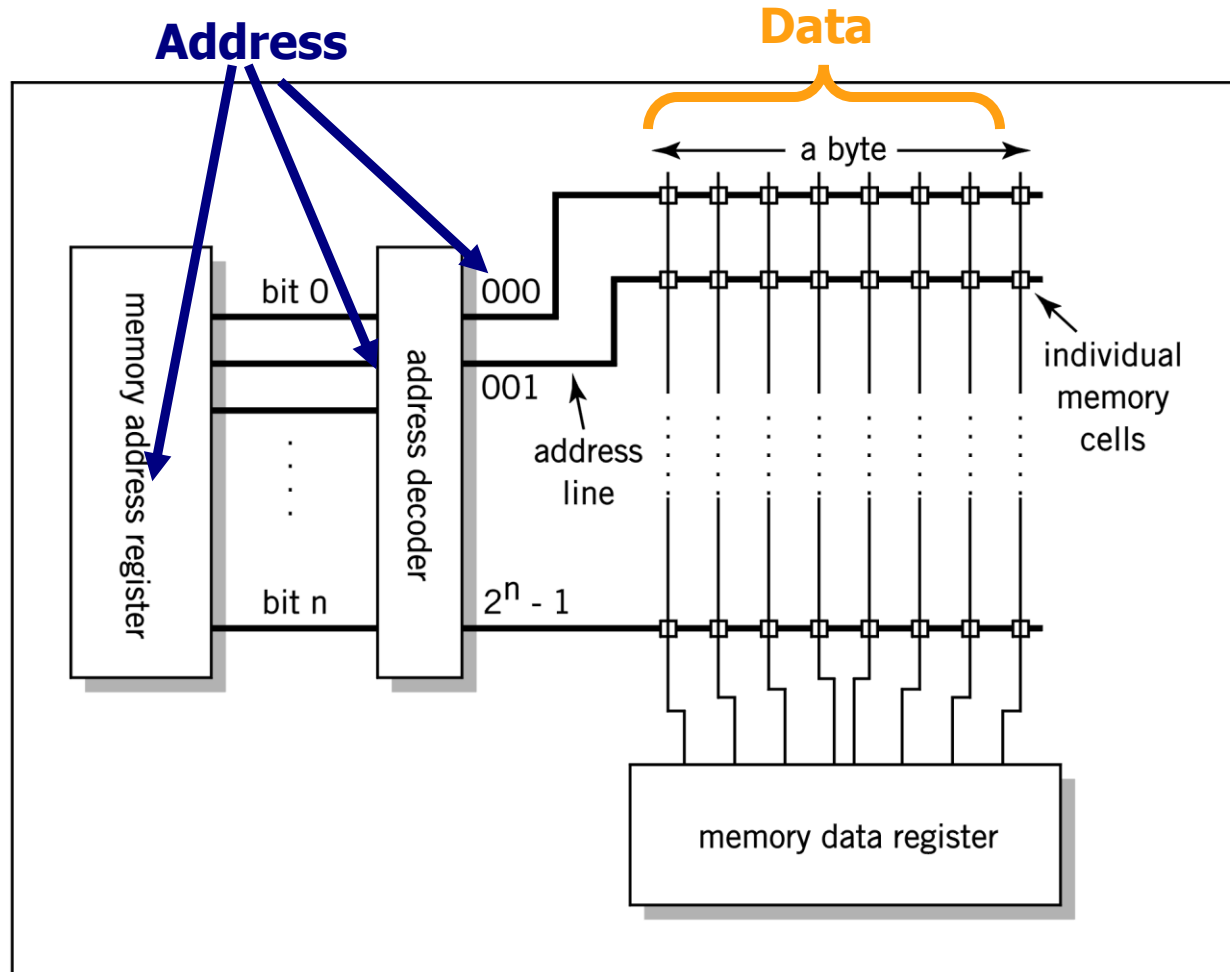 Address
Data
a byte
bit 0
000
001
memory address register
address decoder
address
line
individual
memory
cells
bit n
2ⁿ - 1
memory data register